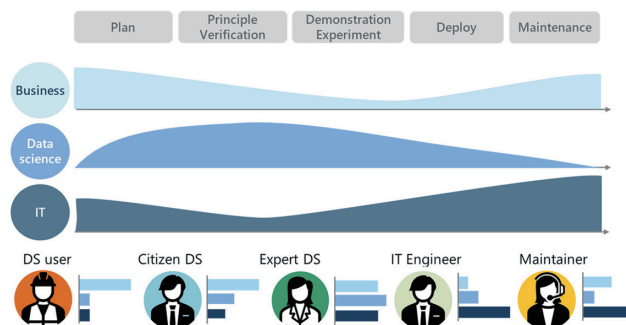 Plan
Principle
Verification
Demonstration
Experiment
Deploy
Maintenance
Business
Data
science
IT
DS user
Citizen DS
Expert DS
IT Engineer
Maintainer